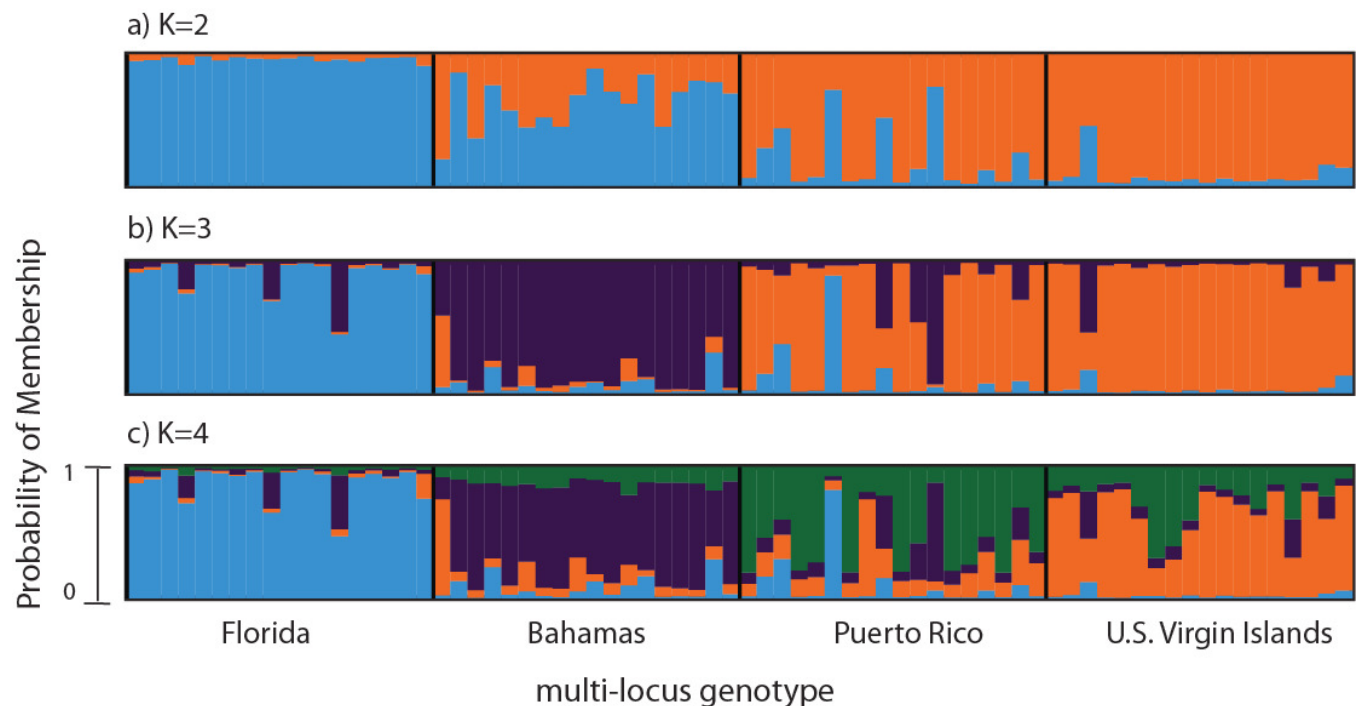 a) K=2
b) K=3
c) K=4
Probability of Membership
1
0
Florida
Bahamas
Puerto Rico
U.S. Virgin Islands
multi-locus genotype